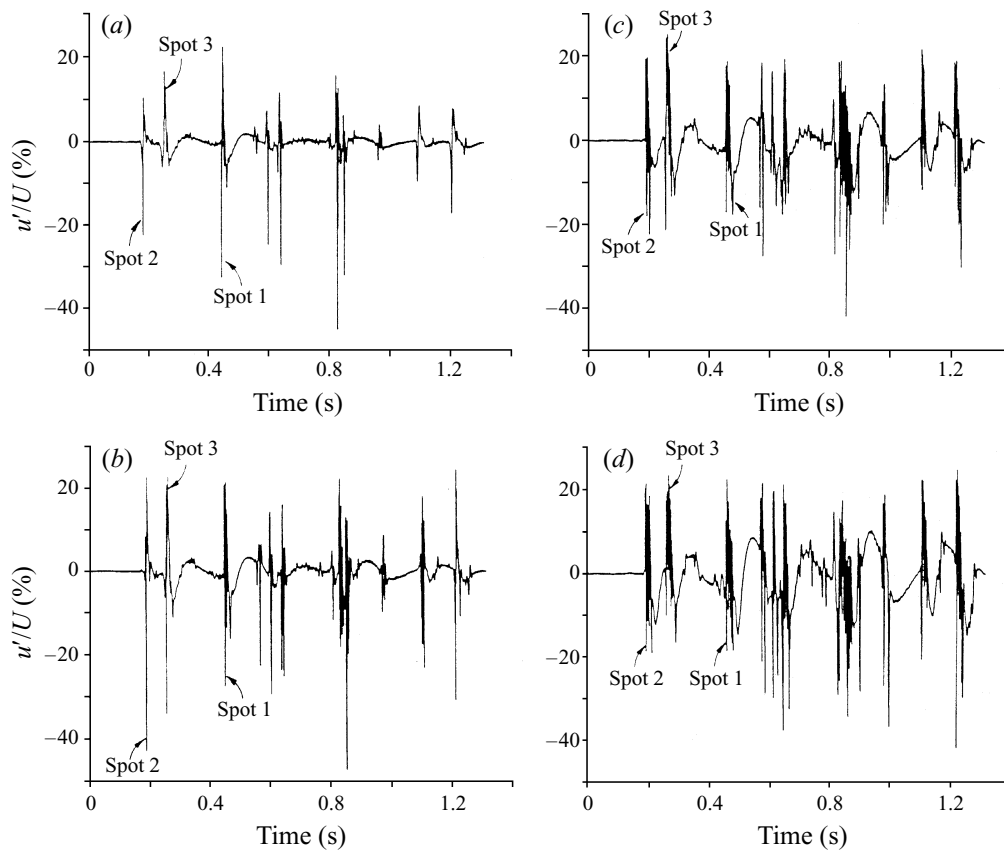 (a)
Spot 3
20
0
–20
–40
u′/U (%)
Spot 2
Spot 1
0
0.4
0.8
1.2
Time (s)
(c)
Spot 3
20
0
–20
–40
Spot 1
Spot 2
0
0.4
0.8
1.2
Time (s)
(b)
Spot 3
20
0
–20
–40
u′/U (%)
Spot 1
Spot 2
0
0.4
0.8
1.2
Time (s)
(d)
Spot 3
20
0
–20
–40
Spot 2
Spot 1
0
0.4
0.8
1.2
Time (s)